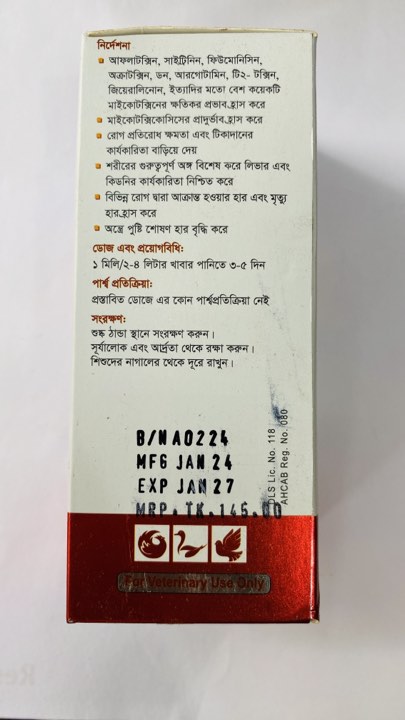 নির্দেশনা
আফলাটক্সিন, সাইট্রিনিন, ফিউমোনিসিন,
অক্রাটক্সিন, ডন, আরগোটামিন, টি২- টক্সিন,
জিয়েরালিনোন, ইত্যাদির মতো বেশ কয়েকটি
মাইকোটক্সিনের ক্ষতিকর প্রভাব-হ্রাস করে
মাইকোটক্সিকোসিসের প্রাদুর্ভাব-হ্রাস করে
রোগ প্রতিরোধ ক্ষমতা এবং টিকাদানের
কার্যকারিতা বাড়িয়ে দেয়
শরীরের গুরুত্বপূর্ণ অঙ্গ বিশেষ করে লিভার এবং
কিডনির কার্যকারিতা নিশ্চিত করে
বিভিন্ন রোগ দ্বারা আক্রান্ত হওয়ার হার এবং মৃত্যু
হার-হ্রাস করে
অন্ত্রে পুষ্টি শোষণ হার বৃদ্ধি করে
ডোজ এবং প্রয়োগবিধি:
১ মিলি/২-৪ লিটার খাবার পানিতে ৩-৫ দিন
পার্শ্ব প্রতিক্রিয়া:
প্রস্তাবিত ডোজে এর কোন পার্শ্বপ্রতিক্রিয়া নেই
সংরক্ষণ:
শুষ্ক ঠান্ডা স্থানে সংরক্ষণ করুন।
সূর্যালোক এবং আর্দ্রতা থেকে রক্ষা করুন।
শিশুদের নাগালের থেকে দূরে রাখুন।
B/N A0224
MFG JAN 24
EXP JAN 27
MRP. TK. 145.00
DLS Lic. No. 118
AHCAB Reg. No. 080
For Veterinary Use Only